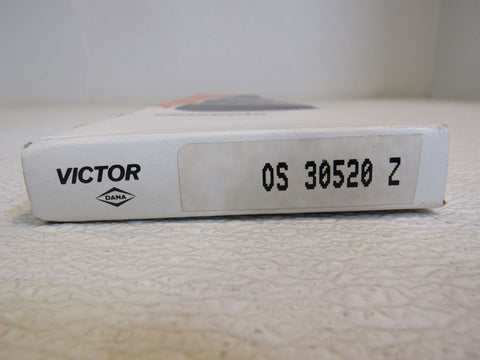 VICTOR
DANA
OS 30520 Z